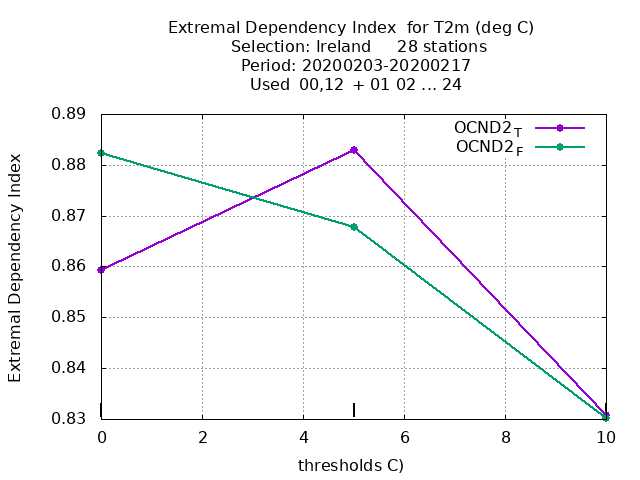 Extremal Dependency Index  for T2m (deg C)
Selection: Ireland     28 stations
Period: 20200203-20200217
Used  00,12  + 01 02 ... 24
Extremal Dependency Index
0.89
0.88
0.87
0.86
0.85
0.84
0.83
OCND2T
OCND2F
0 2 4 6 8 10
thresholds C)